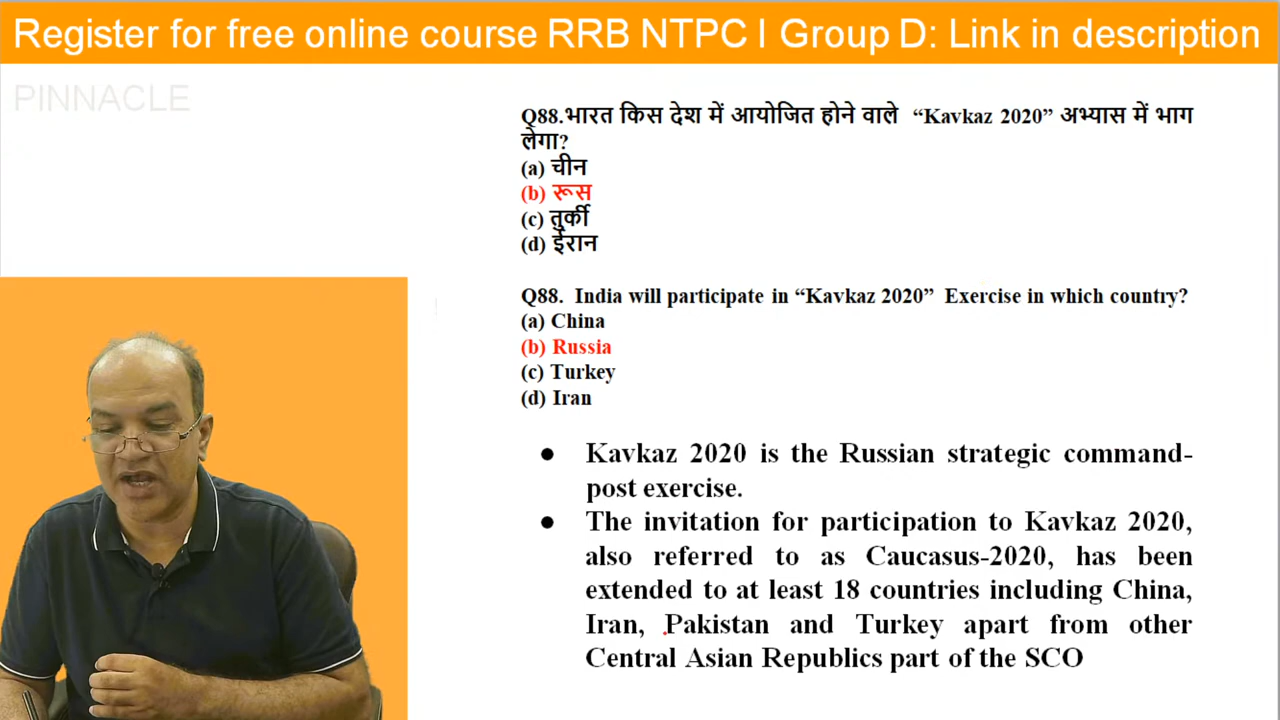 Register for free online course RRB NTPC I Group D: Link in description
PINNACLE
Q88.भारत किस देश में आयोजित होने वाले “Kavkaz 2020” अभ्यास में भाग
लेगा?
(a) चीन
(b) रूस
(c) तुर्की
(d) ईरान
Q88. India will participate in “Kavkaz 2020” Exercise in which country?
(a) China
(b) Russia
(c) Turkey
(d) Iran
● Kavkaz 2020 is the Russian strategic command-
post exercise.
● The invitation for participation to Kavkaz 2020,
also referred to as Caucasus-2020, has been
extended to at least 18 countries including China,
Iran, Pakistan and Turkey apart from other
Central Asian Republics part of the SCO